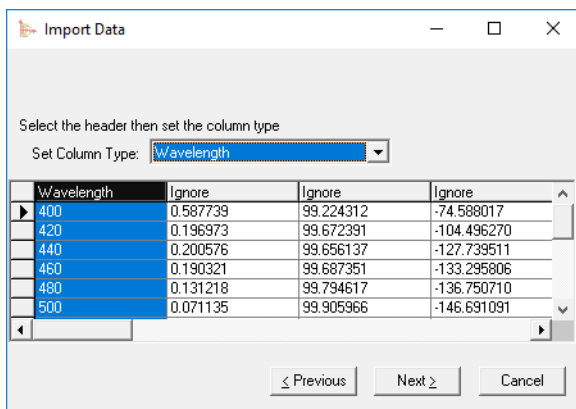 Import Data
Select the header then set the column type
Set Column Type: Wavelength
Wavelength Ignore Ignore Ignore
400 0.587739 99.224312 -74.588017
420 0.196973 99.672391 -104.496270
440 0.200576 99.656137 -127.739511
460 0.190321 99.687351 -133.295806
480 0.131218 99.794617 -136.750710
500 0.071135 99.905966 -146.691091
< Previous Next > Cancel